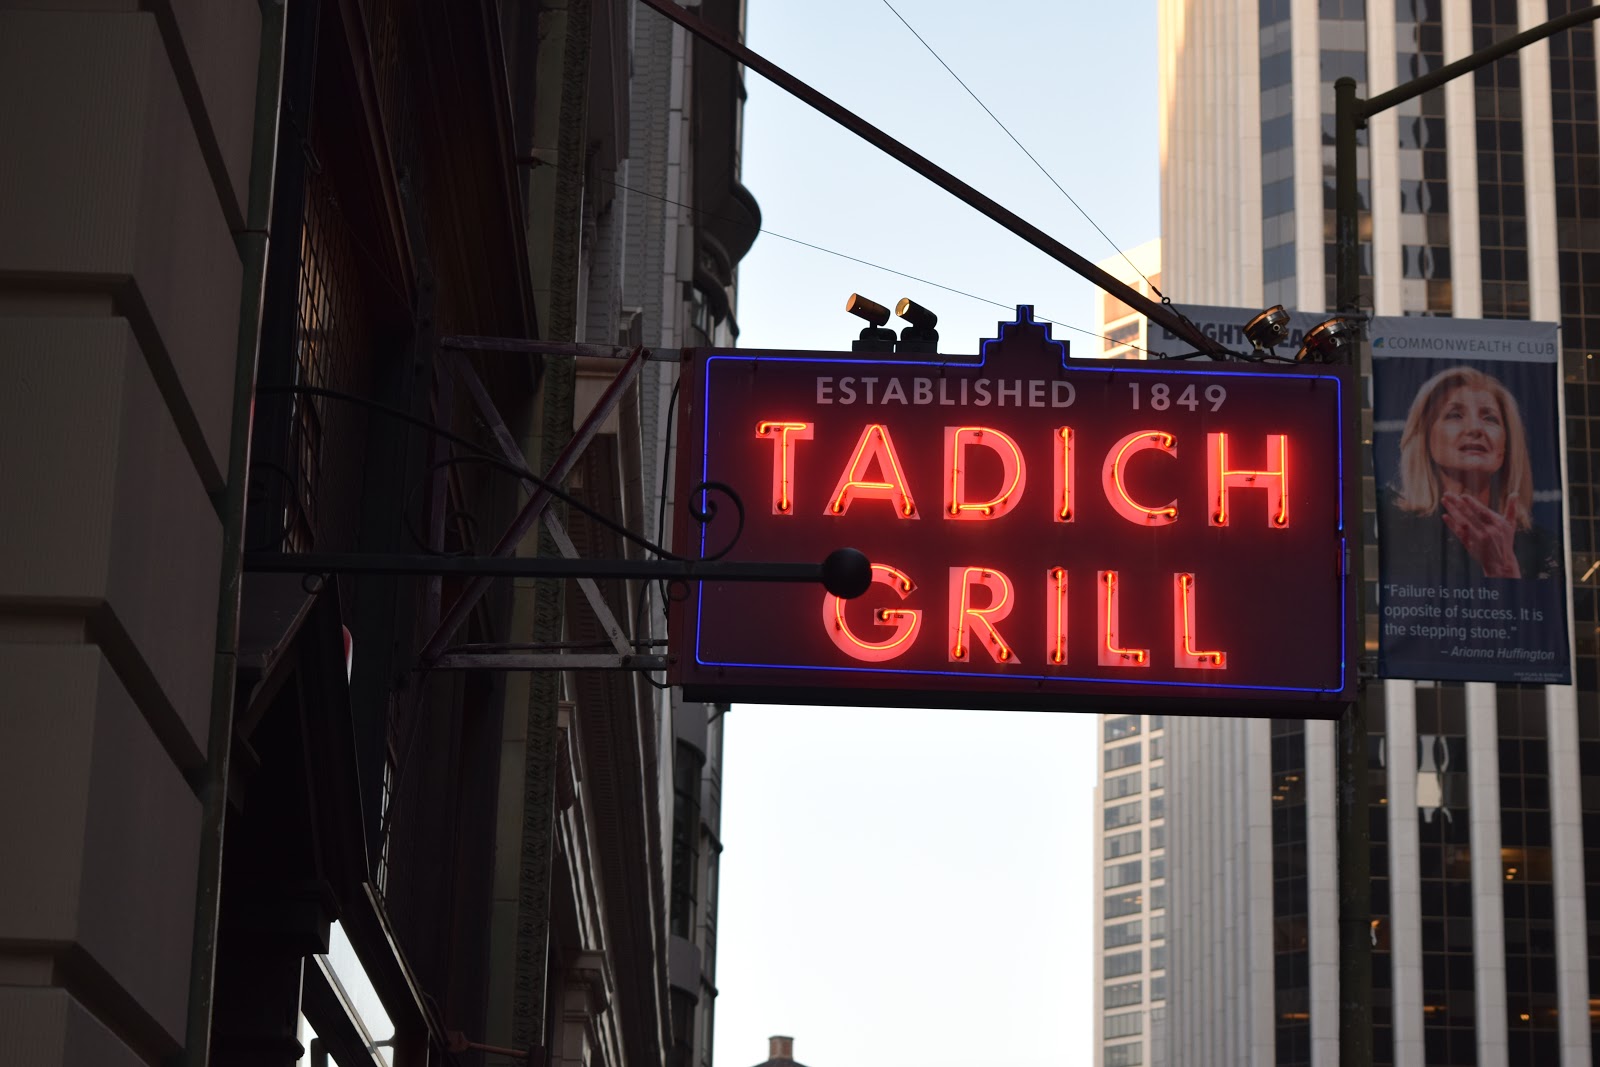 ESTABLISHED 1849
TADICH
GRILL
COMMONWEALTH CLUB
"Failure is not the
opposite of success. It is
the stepping stone."
– Arianna Huffington